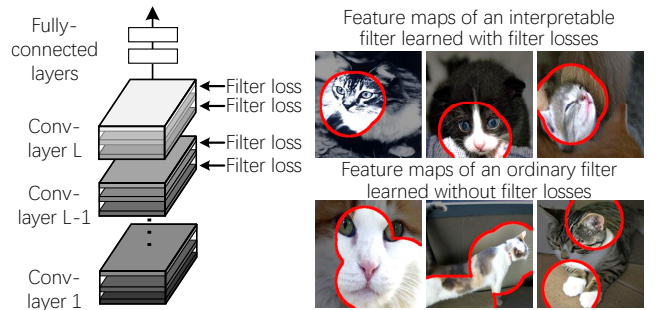 Fully-
connected
layers
Filter loss
Filter loss
Conv-
layer L
Filter loss
Filter loss
Conv-
layer L-1
Conv-
layer 1
Feature maps of an interpretable
filter learned with filter losses
Feature maps of an ordinary filter
learned without filter losses